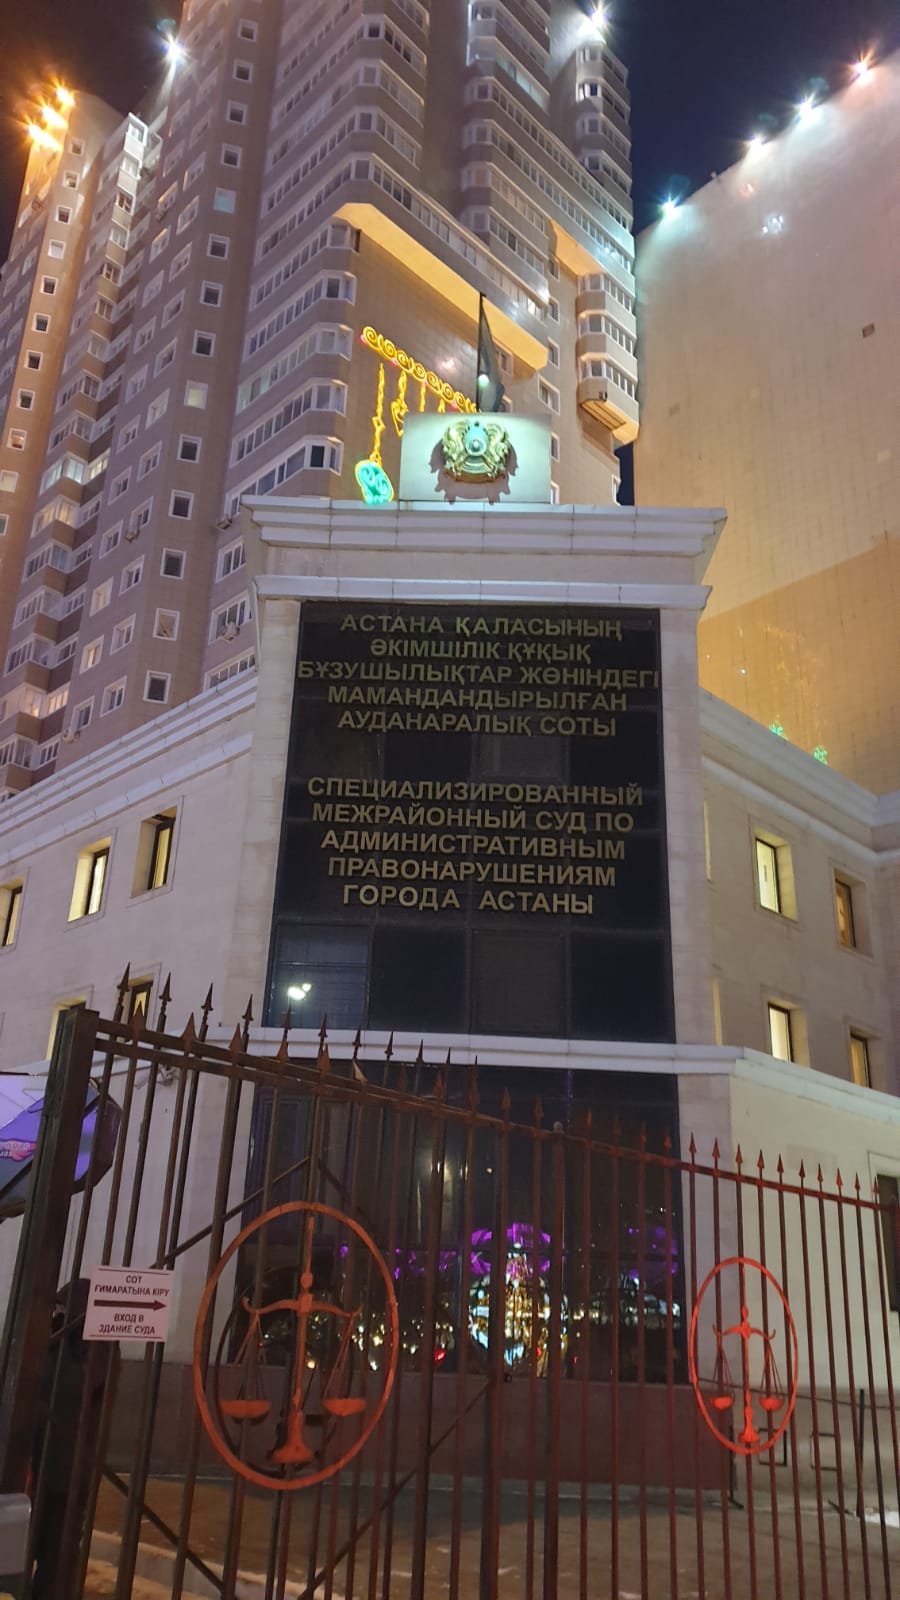 АСТАНА ҚАЛАСЫНЫҢ
ӘКІМШІЛІК ҚҰҚЫҚ
БҰЗУШЫЛЫҚТАР ЖӨНІНДЕГІ
МАМАНДАНДЫРЫЛҒАН
АУДАНАРАЛЫҚ СОТЫ
СПЕЦИАЛИЗИРОВАННЫЙ
МЕЖРАЙОННЫЙ СУД ПО
АДМИНИСТРАТИВНЫМ
ПРАВОНАРУШЕНИЯМ
ГОРОДА АСТАНЫ
СОТ
ҒИМАРАТЫНА КІРУ
ВХОД В
ЗДАНИЕ СУДА